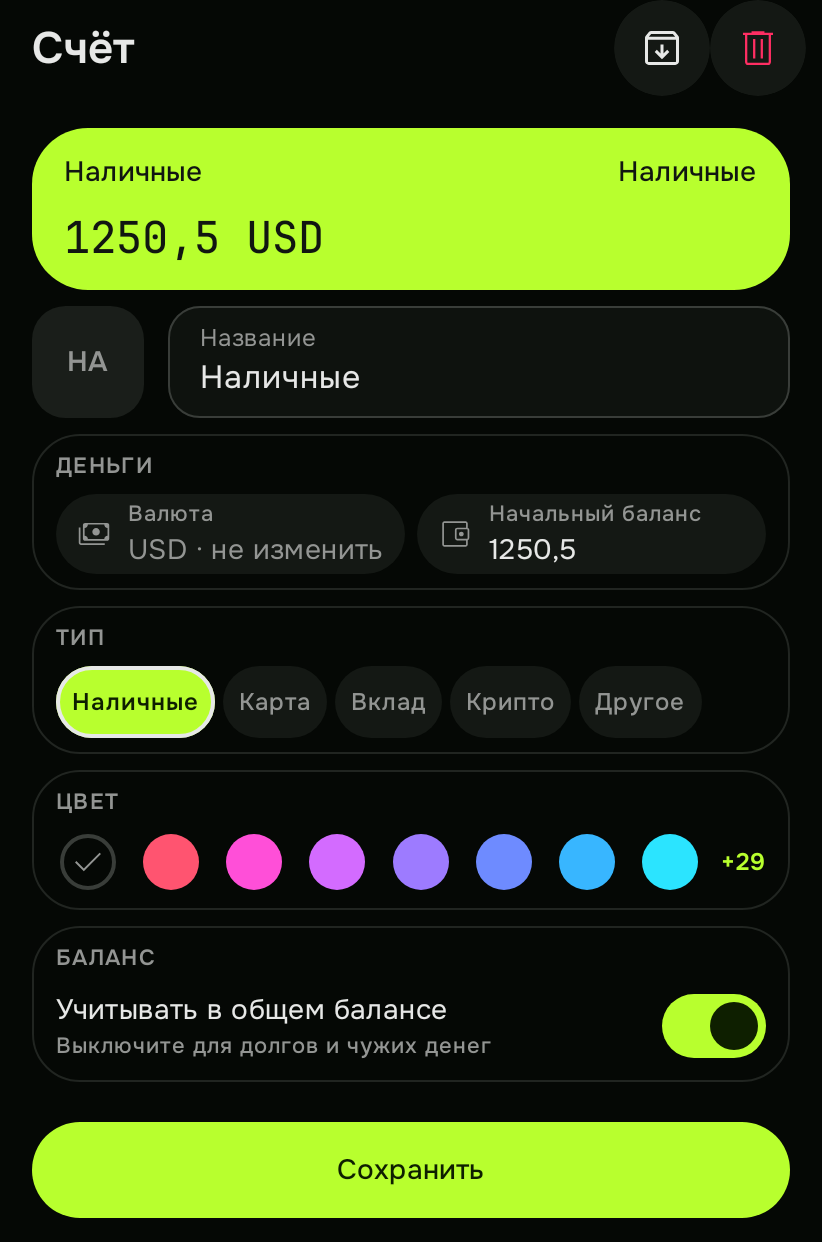 Счёт
Наличные
Наличные
1250,5 USD
НА
Название
Наличные
ДЕНЬГИ
Валюта
USD · не изменить
Начальный баланс
1250,5
ТИП
Наличные
Карта
Вклад
Крипто
Другое
ЦВЕТ
+29
БАЛАНС
Учитывать в общем балансе
Выключите для долгов и чужих денег
Сохранить